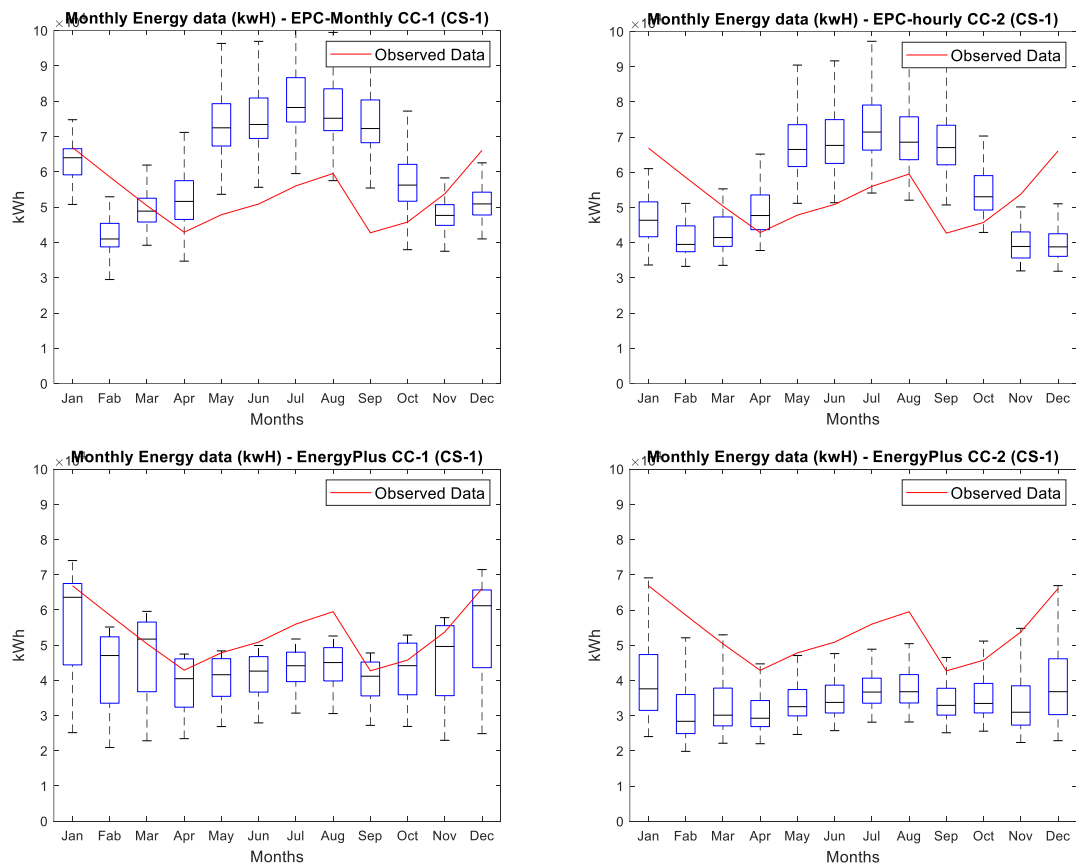 Monthly Energy data (kwH) - EPC-Monthly CC-1 (CS-1)
10
9
8
7
6
5
4
3
2
1
0
kWh
Observed Data
Jan Fab Mar Apr May Jun Jul Aug Sep Oct Nov Dec
Months
Monthly Energy data (kwH) - EPC-hourly CC-2 (CS-1)
10
9
8
7
6
5
4
3
2
1
0
kWh
Observed Data
Jan Fab Mar Apr May Jun Jul Aug Sep Oct Nov Dec
Months
Monthly Energy data (kwH) - EnergyPlus CC-1 (CS-1)
10
9
8
7
6
5
4
3
2
1
0
kWh
Observed Data
Jan Fab Mar Apr May Jun Jul Aug Sep Oct Nov Dec
Months
Monthly Energy data (kwH) - EnergyPlus CC-2 (CS-1)
10
9
8
7
6
5
4
3
2
1
0
kWh
Observed Data
Jan Fab Mar Apr May Jun Jul Aug Sep Oct Nov Dec
Months